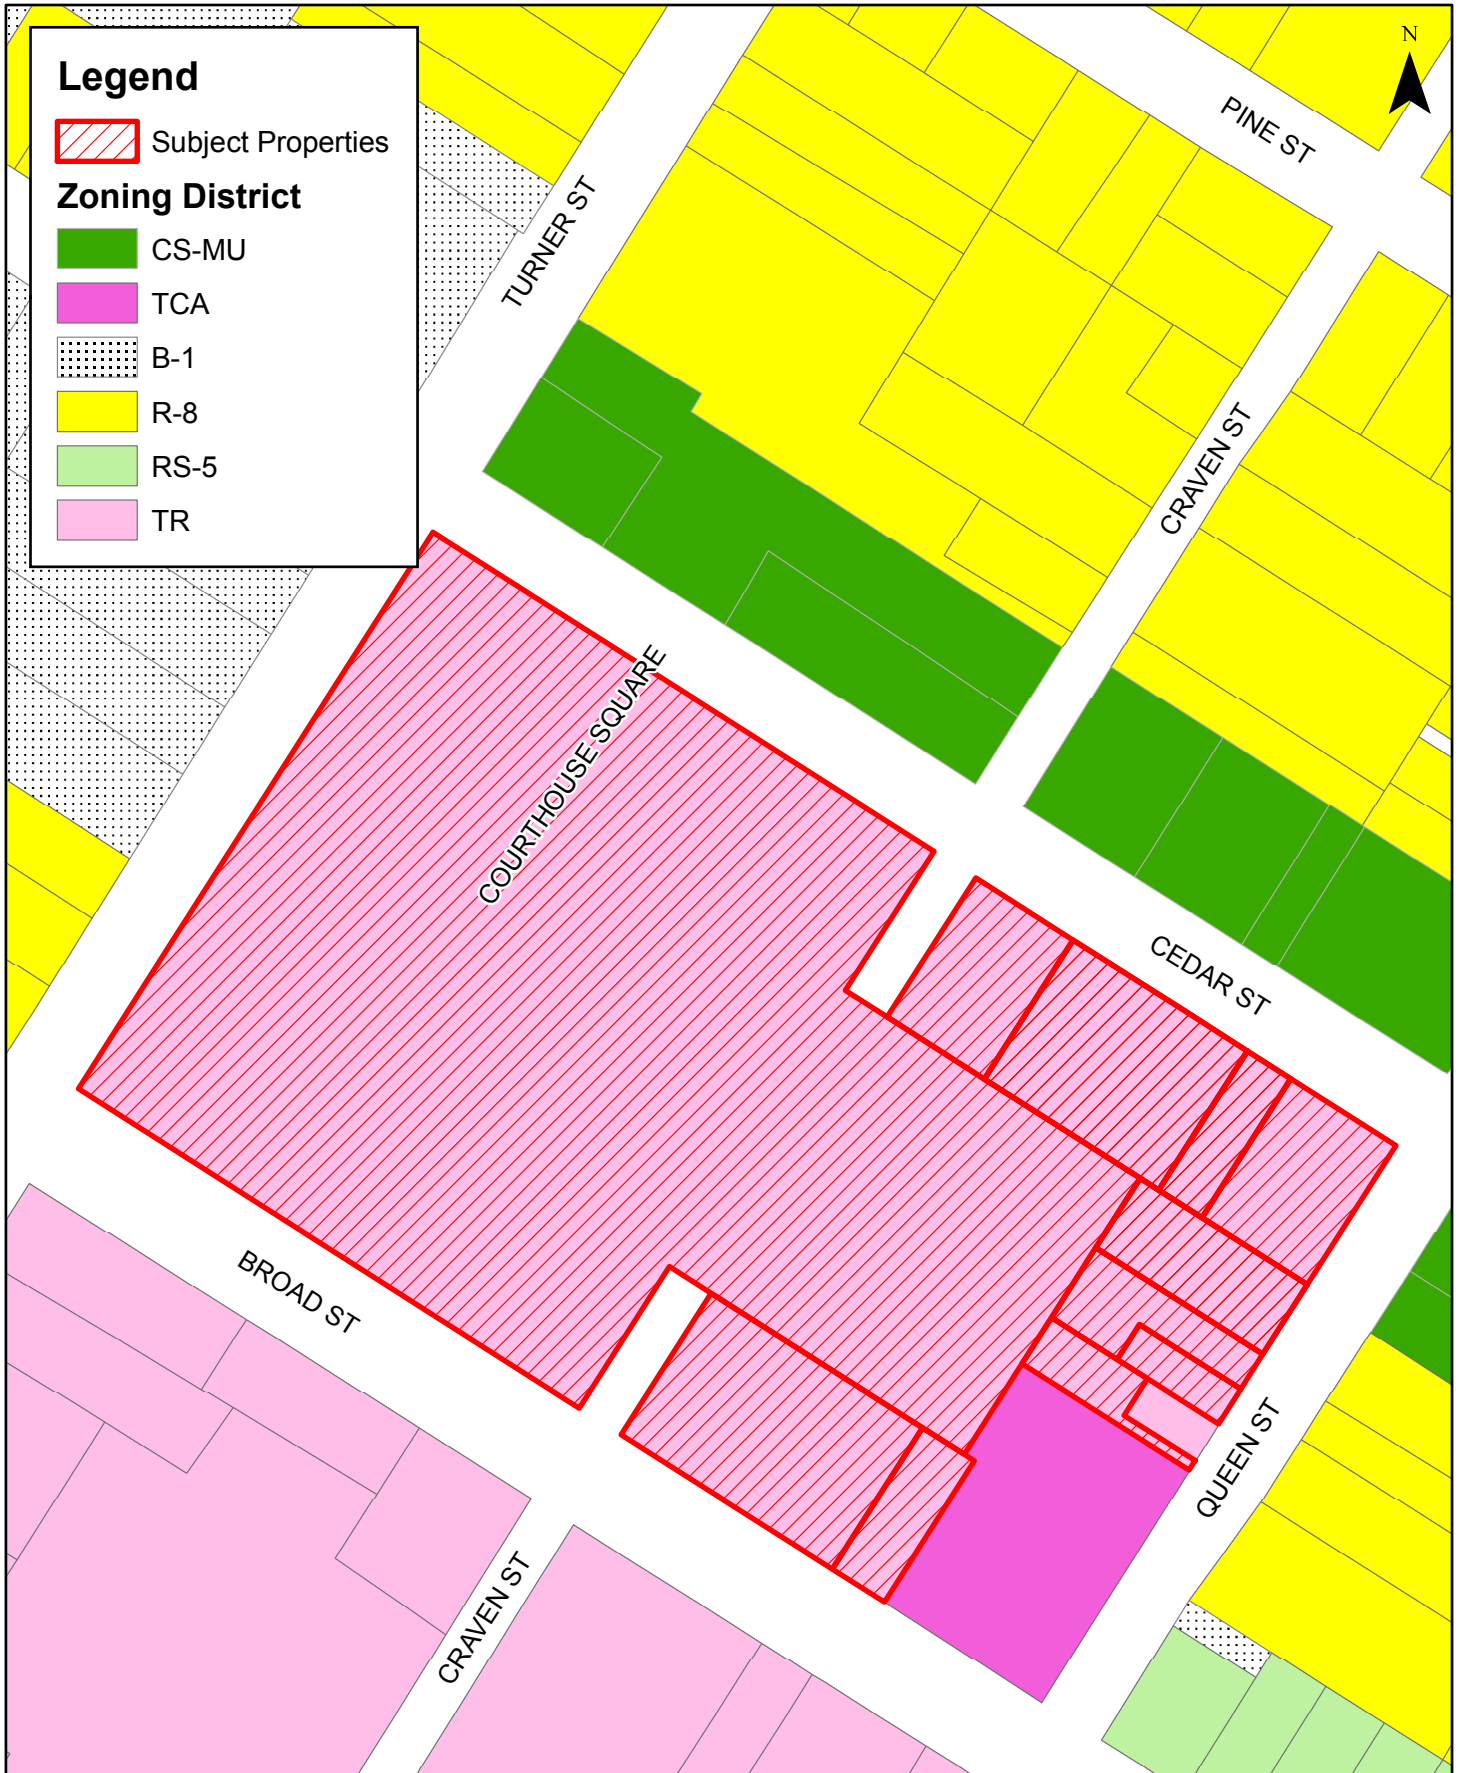 Legend
Subject Properties
Zoning District
CS-MU
TCA
B-1
R-8
RS-5
TR
N
PINE ST
TURNER ST
CRAVEN ST
COURTHOUSE SQUARE
CEDAR ST
BROAD ST
QUEEN ST
CRAVEN ST